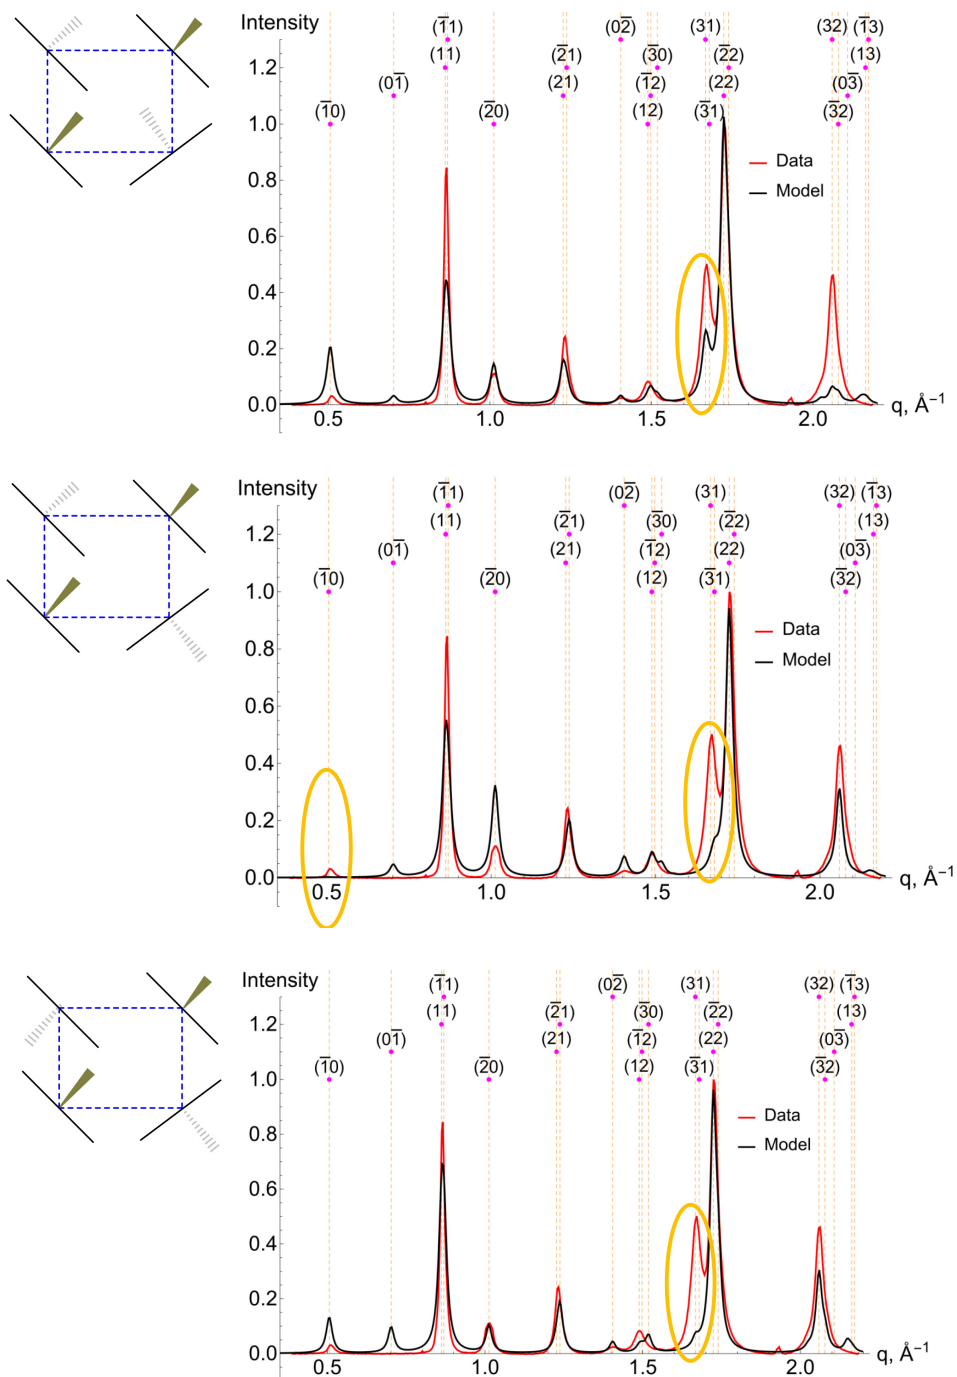 Intensity
(31) (32) (1̅3)
(1̅1) (02̅)
1.2 (11) (2̅1) (3̅0) (2̅2) (13)
(01̅) (21) (1̅2) (22) (03̅)
1.0 (1̅0) (2̅0) (12) (3̅1) (3̅2)
Data
0.8
Model
0.6
0.4
0.2
0.0
0.5 1.0 1.5 2.0 q, Å⁻¹
Intensity
(1̅1) (02̅) (31) (32) (1̅3)
1.2 (11) (2̅1) (3̅0) (2̅2) (13)
(01̅) (21) (1̅2) (22) (03̅)
1.0 (1̅0) (2̅0) (12) (3̅1) (3̅2)
Data
0.8
Model
0.6
0.4
0.2
0.0
0.5 1.0 1.5 2.0 q, Å⁻¹
Intensity
(1̅1) (02̅) (31) (32) (1̅3)
1.2 (11) (2̅1) (3̅0) (2̅2) (13)
(01̅) (21) (1̅2) (22) (03̅)
1.0 (1̅0) (2̅0) (12) (3̅1) (3̅2)
Data
0.8
Model
0.6
0.4
0.2
0.0
0.5 1.0 1.5 2.0 q, Å⁻¹